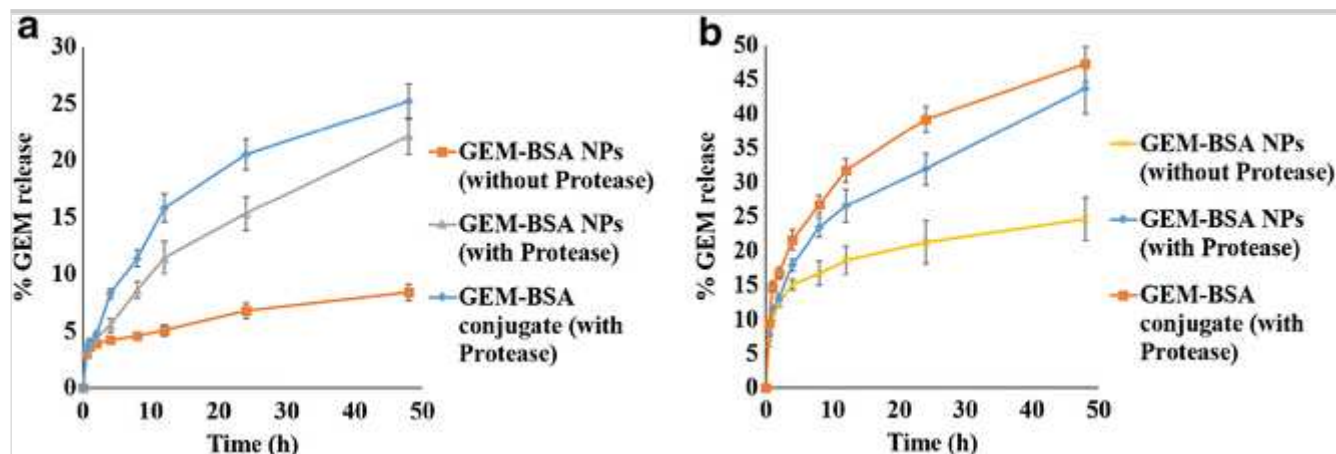 a
30
25
20
15
10
5
0
% GEM release
0 10 20 30 40 50
Time (h)
GEM-BSA NPs
(without Protease)
GEM-BSA NPs
(with Protease)
GEM-BSA
conjugate (with
Protease)
b
50
45
40
35
30
25
20
15
10
5
0
% GEM release
0 10 20 30 40 50
Time (h)
GEM-BSA NPs
(without Protease)
GEM-BSA NPs
(with Protease)
GEM-BSA
conjugate (with
Protease)